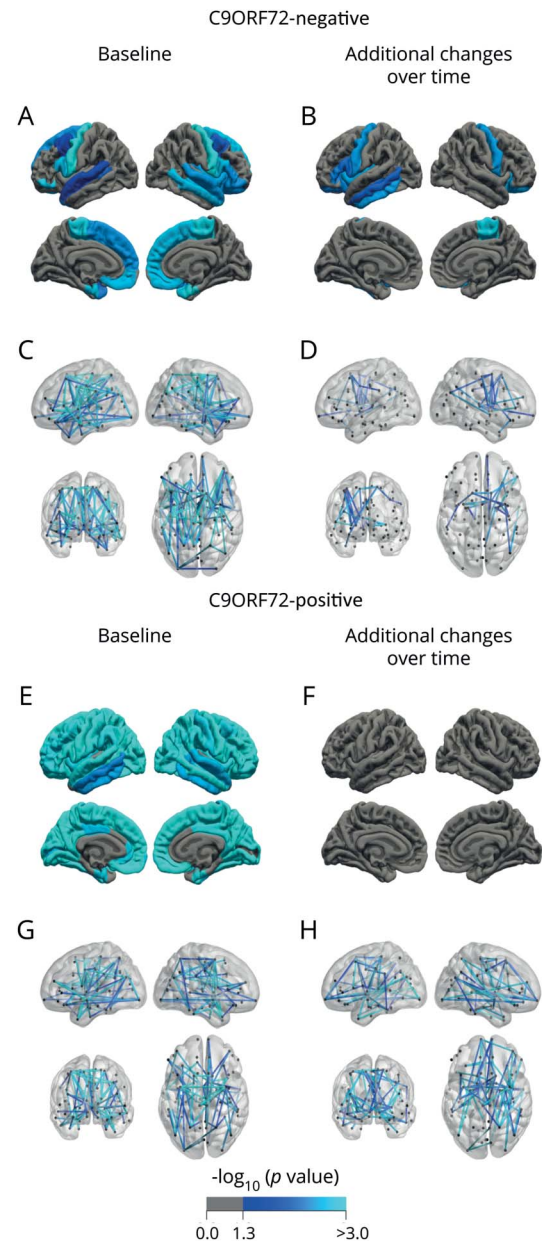 C9ORF72-negative
Baseline
Additional changes
over time
A
B
C
D
C9ORF72-positive
Baseline
Additional changes
over time
E
F
G
H
-log10 (p value)
0.0 1.3 >3.0